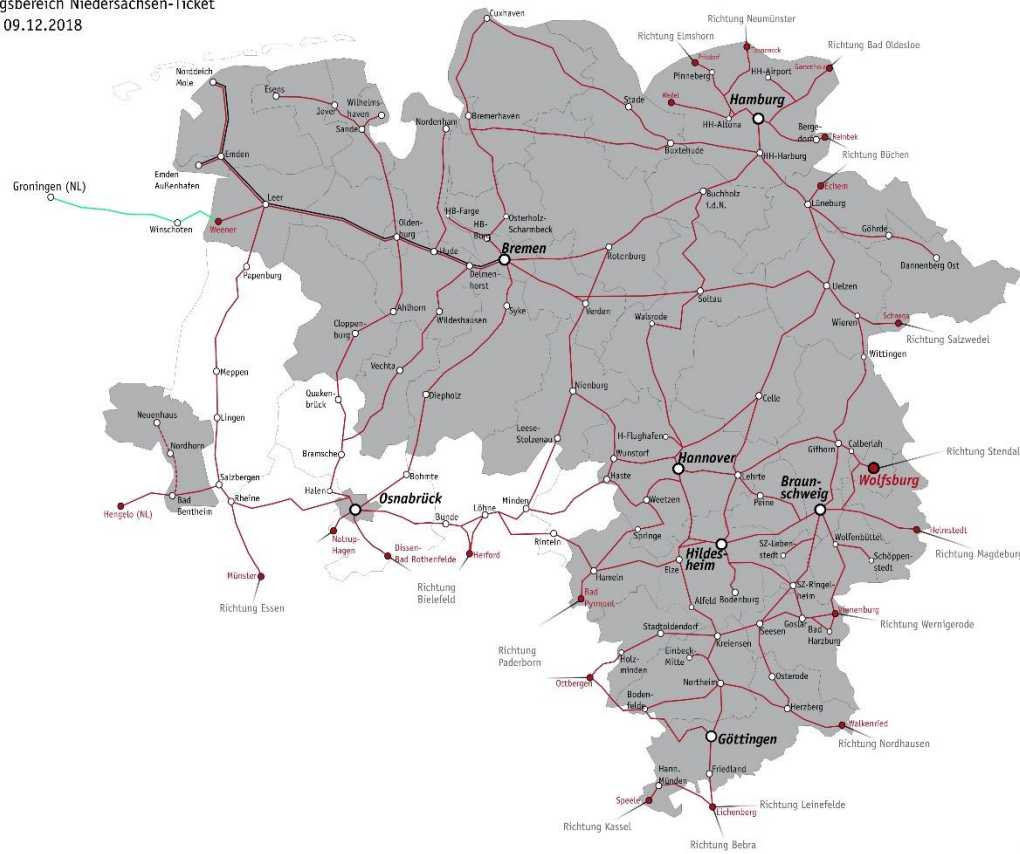 gsbereich Niedersachsen-Ticket
09.12.2018
Cuxhaven
Richtung Neumünster
Richtung Elmshorn
Richtung Bad Oldesloe
Pinneberg
HH-Airport
Wedel
Hamburg
HH-Altona
Berge-
dorf
Reinbek
Richtung Büchen
HH-Harburg
Norddeich
Mole
Esens
Jever
Wilhelms-
haven
Sande
Nordenham
Bremerhaven
Stade
Buxtehude
Emden
Emden
Außenhafen
Groningen (NL)
Winschoten
Weener
Leer
Papenburg
Olden-
burg
Hude
HB-Farge
HB-
Burg
Osterholz-
Scharmbeck
Bremen
Delmen-
horst
Buchholz
i.d.N.
Echem
Lüneburg
Göhrde
Dannenberg Ost
Rotenburg
Uelzen
Soltau
Verden
Walsrode
Wieren
Schnega
Richtung Salzwedel
Wittingen
Ahlhorn
Cloppen-
burg
Wildeshausen
Syke
Vechta
Diepholz
Quaken-
brück
Nienburg
Celle
Meppen
Neuenhaus
Nordhorn
Lingen
Bramsche
Leese-
Stolzenau
H-Flughafen
Wunstorf
Hannover
Gifhorn
Calberlah
Richtung Stendal
Wolfsburg
Salzbergen
Rheine
Bad
Bentheim
Hengelo (NL)
Halen
Bohmte
Osnabrück
Haste
Lehrte
Peine
Braun-
schweig
Weetzen
Natrup-
Hagen
Dissen-
Bad Rothenfelde
Bünde
Löhne
Minden
Herford
Rinteln
Springe
Hildes-
heim
SZ-Leben-
stedt
Wolfenbüttel
Schöppen-
stedt
Helmstedt
Richtung Magdeburg
Münster
Richtung Essen
Richtung
Bielefeld
Hameln
Elze
Bad
Pyrmont
Alfeld
Bodenburg
SZ-Ringel-
heim
Vienenburg
Richtung Wernigerode
Goslar
Bad
Harzburg
Seesen
Kreiensen
Stadtoldendorf
Richtung
Paderborn
Holz-
minden
Einbeck-
Mitte
Ottbergen
Boden-
felde
Northeim
Osterode
Herzberg
Walkenried
Richtung Nordhausen
Göttingen
Friedland
Hann.
Münden
Speele
Richtung Kassel
Eichenberg
Richtung Leinefelde
Richtung Bebra